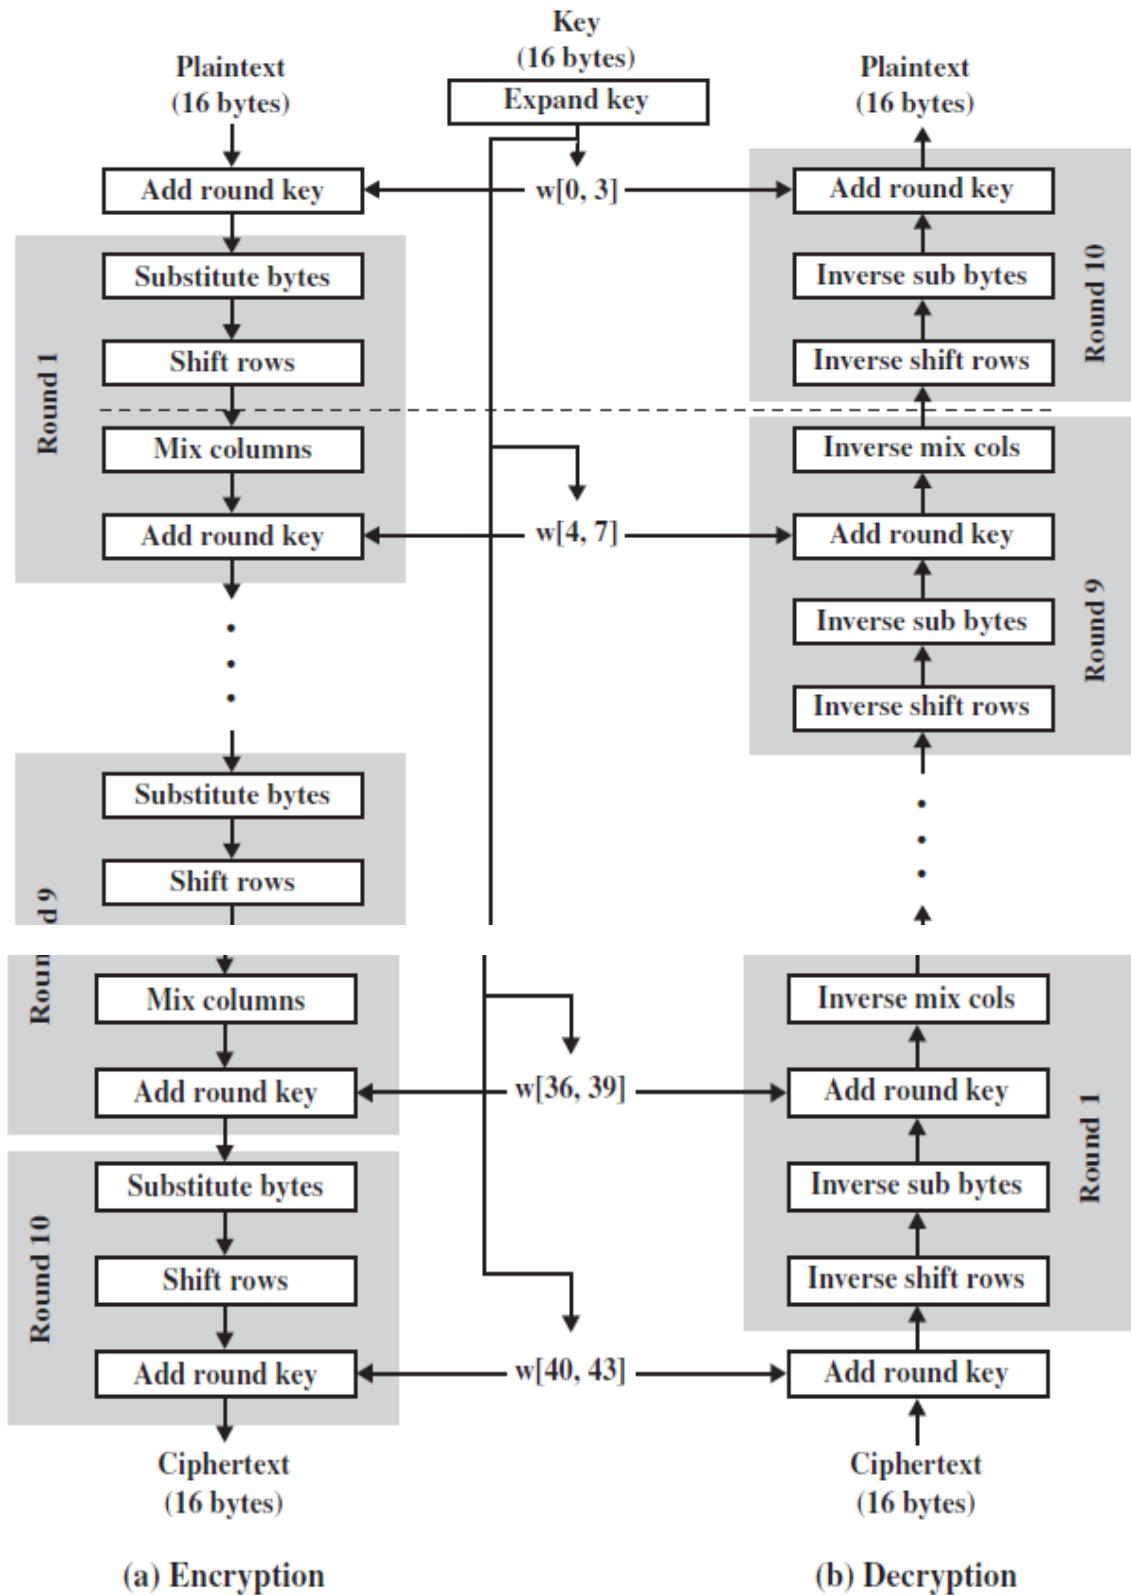 Key
(16 bytes)
Plaintext
(16 bytes)
Expand key
Plaintext
(16 bytes)
Add round key
w[0, 3]
Add round key
Substitute bytes
Inverse sub bytes
Round 10
Shift rows
Inverse shift rows
Round 1
Mix columns
Inverse mix cols
Add round key
w[4, 7]
Add round key
Inverse sub bytes
Round 9
Inverse shift rows
Substitute bytes
Shift rows
d 9
Roun
Mix columns
Inverse mix cols
Add round key
w[36, 39]
Add round key
Round 1
Substitute bytes
Inverse sub bytes
Round 10
Shift rows
Inverse shift rows
Add round key
w[40, 43]
Add round key
Ciphertext
(16 bytes)
Ciphertext
(16 bytes)
(a) Encryption
(b) Decryption